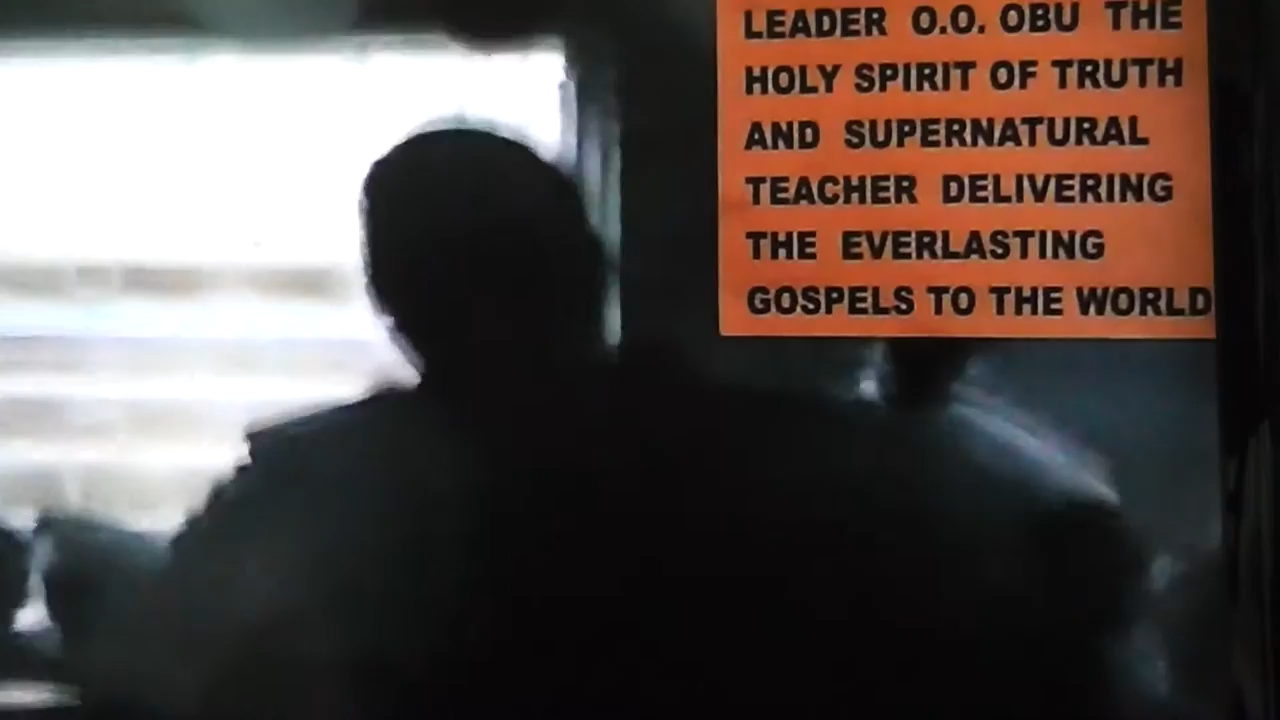 LEADER O.O. OBU THE
HOLY SPIRIT OF TRUTH
AND SUPERNATURAL
TEACHER DELIVERING
THE EVERLASTING
GOSPELS TO THE WORLD